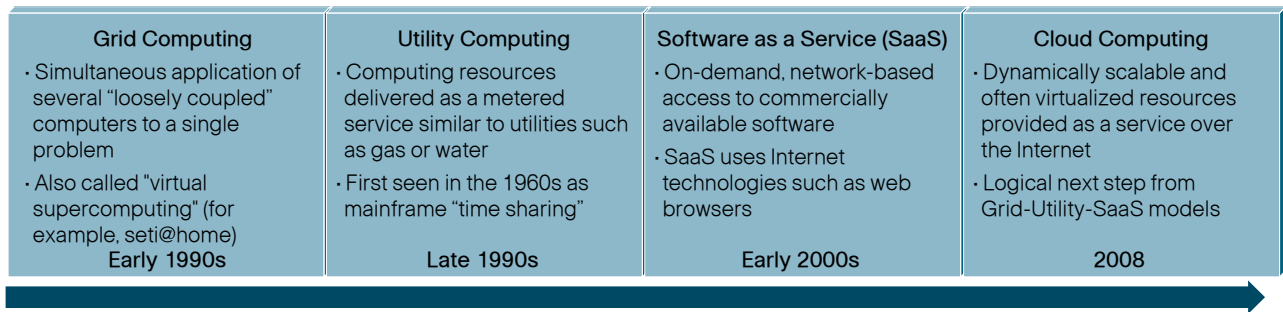 Grid Computing
· Simultaneous application of
several “loosely coupled”
computers to a single
problem
· Also called "virtual
supercomputing" (for
example, seti@home)
Early 1990s
Utility Computing
· Computing resources
delivered as a metered
service similar to utilities such
as gas or water
· First seen in the 1960s as
mainframe “time sharing”
Late 1990s
Software as a Service (SaaS)
· On-demand, network-based
access to commercially
available software
· SaaS uses Internet
technologies such as web
browsers
Early 2000s
Cloud Computing
· Dynamically scalable and
often virtualized resources
provided as a service over
the Internet
· Logical next step from
Grid-Utility-SaaS models
2008